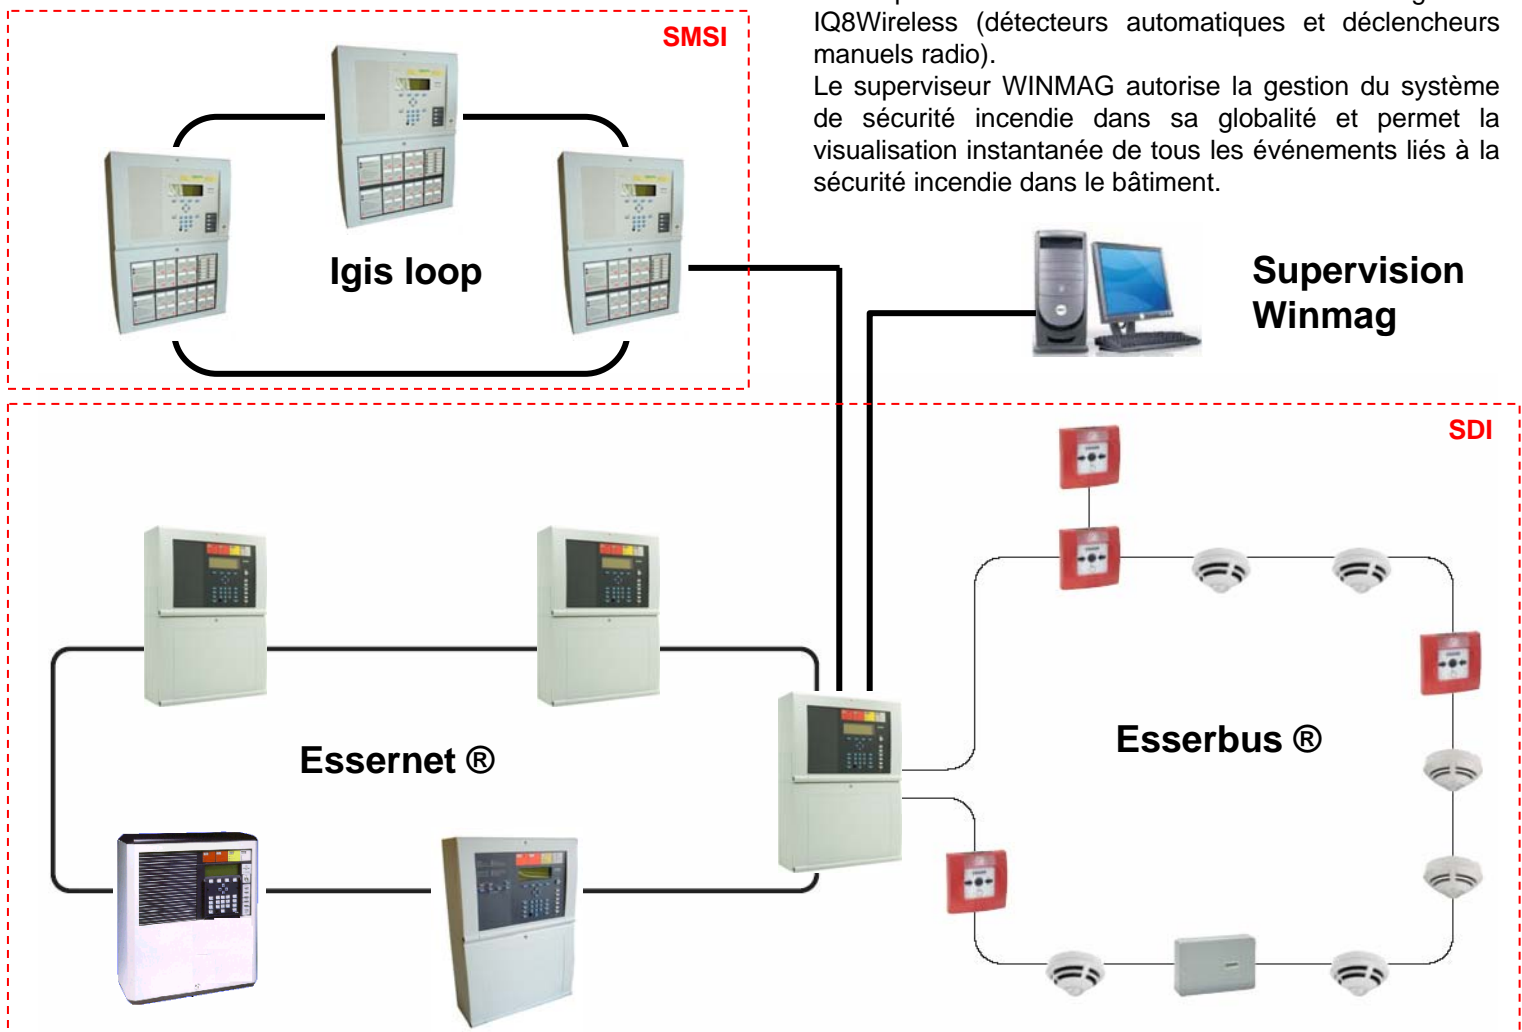 IQ8Wireless (détecteurs automatiques et déclencheurs
manuels radio).
Le superviseur WINMAG autorise la gestion du système
de sécurité incendie dans sa globalité et permet la
visualisation instantanée de tous les événements liés à la
sécurité incendie dans le bâtiment.
SMSI
Igis loop
Supervision
Winmag
SDI
Essernet ®
Esserbus ®